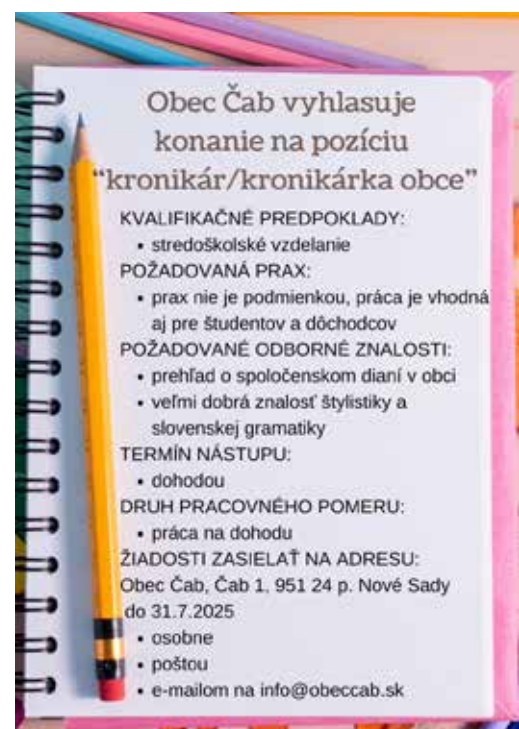 Obec Čab vyhlasuje
konanie na pozíciu
“kronikár/kronikárka obce”
KVALIFIKAČNÉ PREDPOKLADY:
• stredoškolské vzdelanie
POŽADOVANÁ PRAX:
• prax nie je podmienkou, práca je vhodná
aj pre študentov a dôchodcov
POŽADOVANÉ ODBORNÉ ZNALOSTI:
• prehľad o spoločenskom dianí v obci
• veľmi dobrá znalosť štylistiky a
slovenskej gramatiky
TERMÍN NÁSTUPU:
• dohodou
DRUH PRACOVNÉHO POMERU:
• práca na dohodu
ŽIADOSTI ZASIELAŤ NA ADRESU:
Obec Čab, Čab 1, 951 24 p. Nové Sady
do 31.7.2025
• osobne
• poštou
• e-mailom na info@obeccab.sk